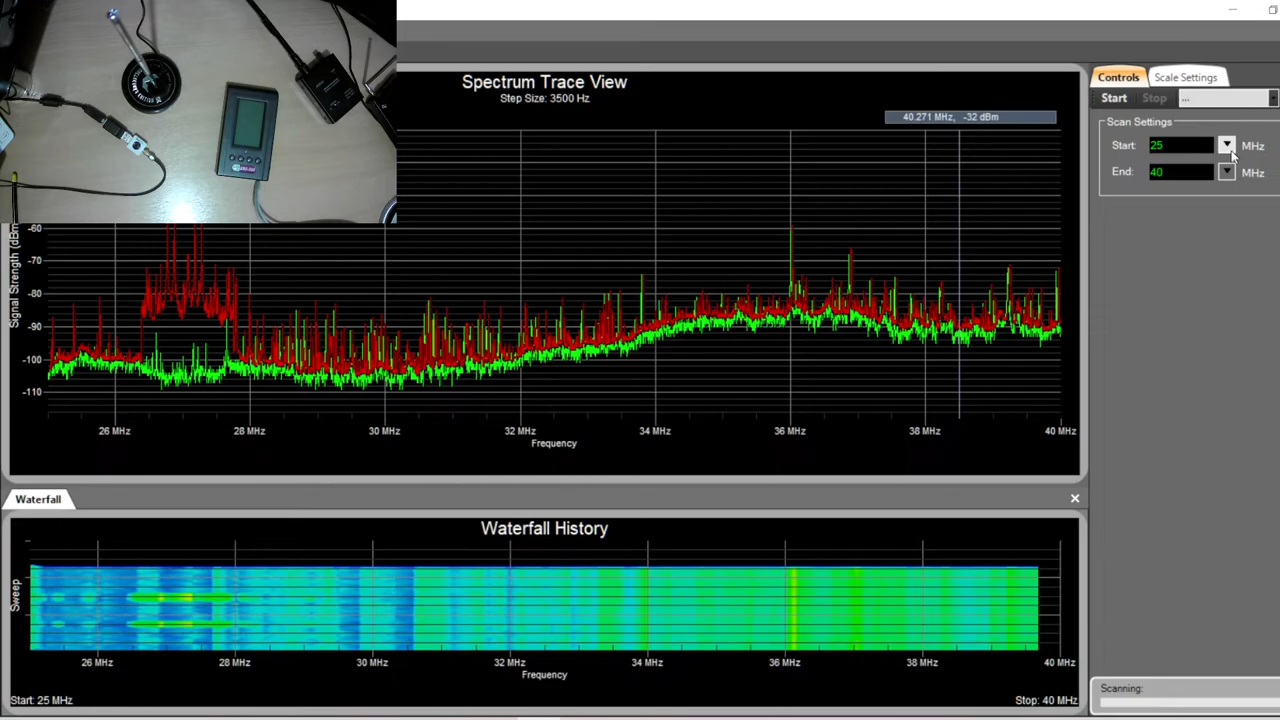 Spectrum Trace View
Step Size: 3500 Hz
40.271 MHz, -32 dBm
-60
-70
-80
-90
-100
-110
Signal Strength (dBm)
26 MHz 28 MHz 30 MHz 32 MHz 34 MHz 36 MHz 38 MHz 40 MHz
Frequency
Controls Scale Settings
Start Stop ...
Scan Settings
Start: 25 MHz
End: 40 MHz
Waterfall
Waterfall History
Sweep
26 MHz 28 MHz 30 MHz 32 MHz 34 MHz 36 MHz 38 MHz 40 MHz
Frequency
Start: 25 MHz Stop: 40 MHz
Scanning: